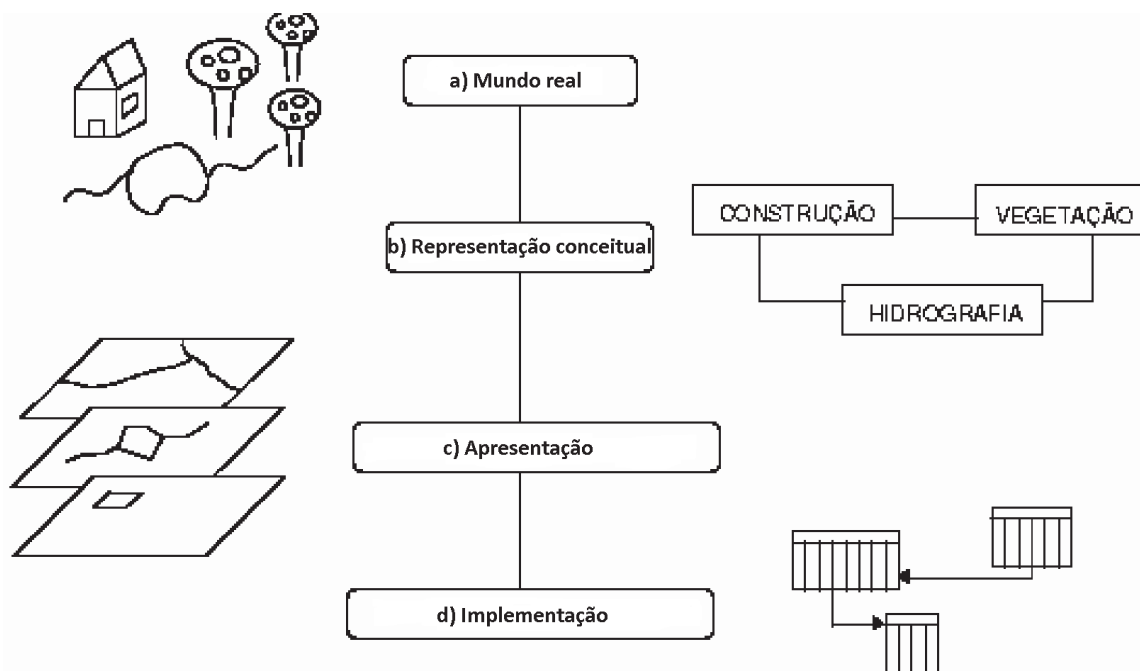 a) Mundo real
CONSTRUÇÃO
VEGETAÇÃO
b) Representação conceitual
HIDROGRAFIA
c) Apresentação
d) Implementação